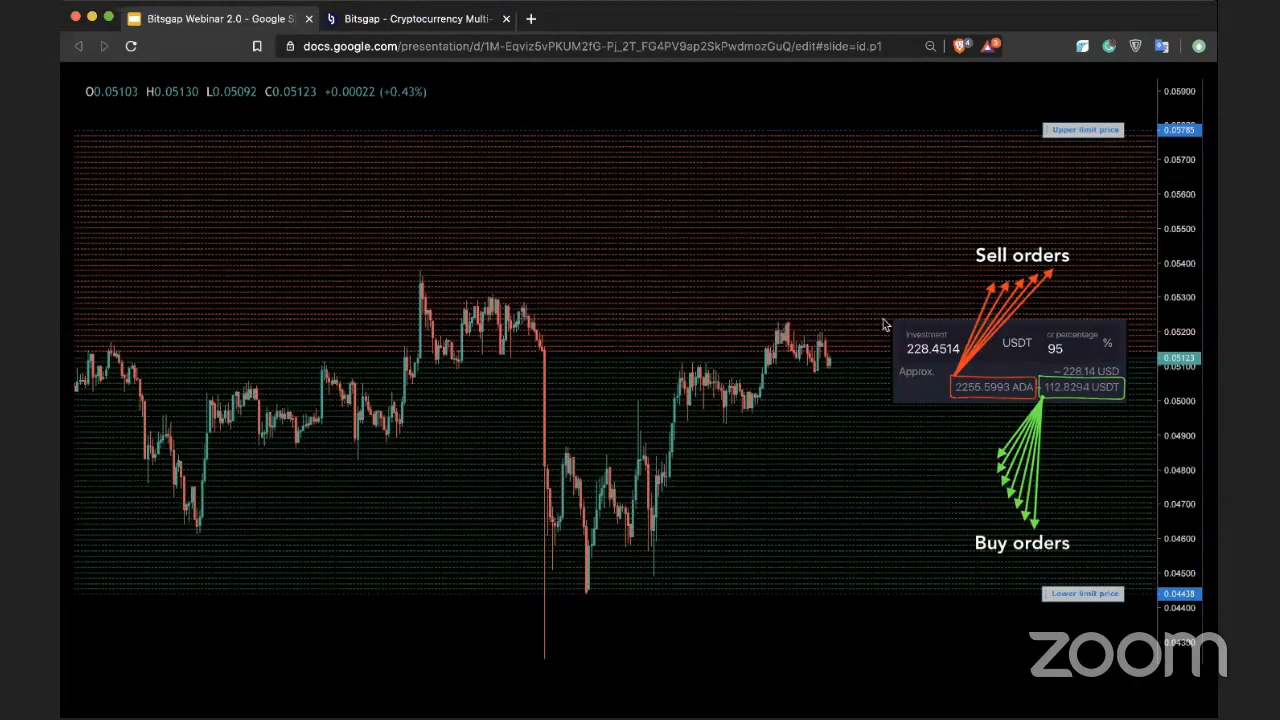 Bitsgap Webinar 2.0 - Google S
Bitsgap - Cryptocurrency Multi-
docs.google.com/presentation/d/1M-Eqviz5vPKUM2fG-Pj_2T_FG4PV9ap2SkPwdmozGuQ/edit#slide=id.p1
4
3
O0.05103 H0.05130 L0.05092 C0.05123 +0.00022 (+0.43%)
0.05900
Upper limit price
0.05785
0.05700
0.05600
0.05500
Sell orders
0.05400
0.05300
0.05200
Investment
or percentage
228.4514
USDT
95
%
0.05123
0.05100
Approx.
~ 228.14 USD
2255.5993 ADA
112.8294 USDT
0.05000
0.04900
0.04800
0.04700
0.04600
Buy orders
0.04500
Lower limit price
0.04438
0.04400
0.04300
zoom